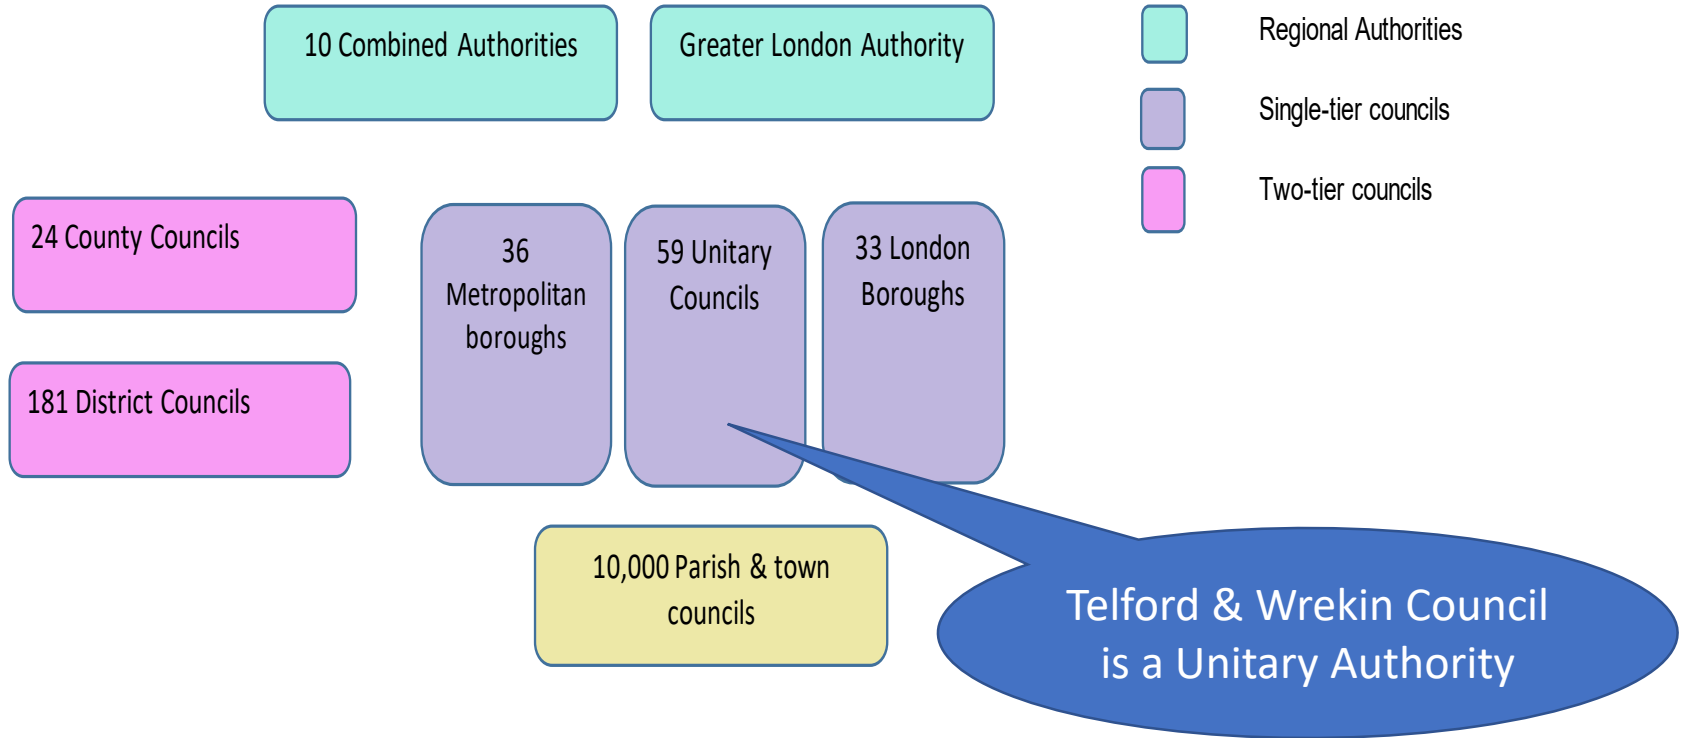 10 Combined Authorities
Greater London Authority
Regional Authorities
Single-tier councils
Two-tier councils
24 County Councils
181 District Councils
36
Metropolitan
boroughs
59 Unitary
Councils
33 London
Boroughs
10,000 Parish & town
councils
Telford & Wrekin Council
is a Unitary Authority